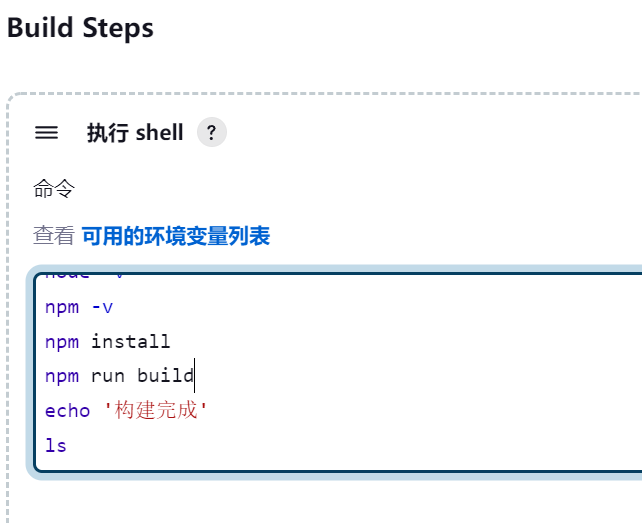 Build Steps
执行 shell ?
命令
查看 可用的环境变量列表
node -v
npm -v
npm install
npm run build
echo '构建完成'
ls